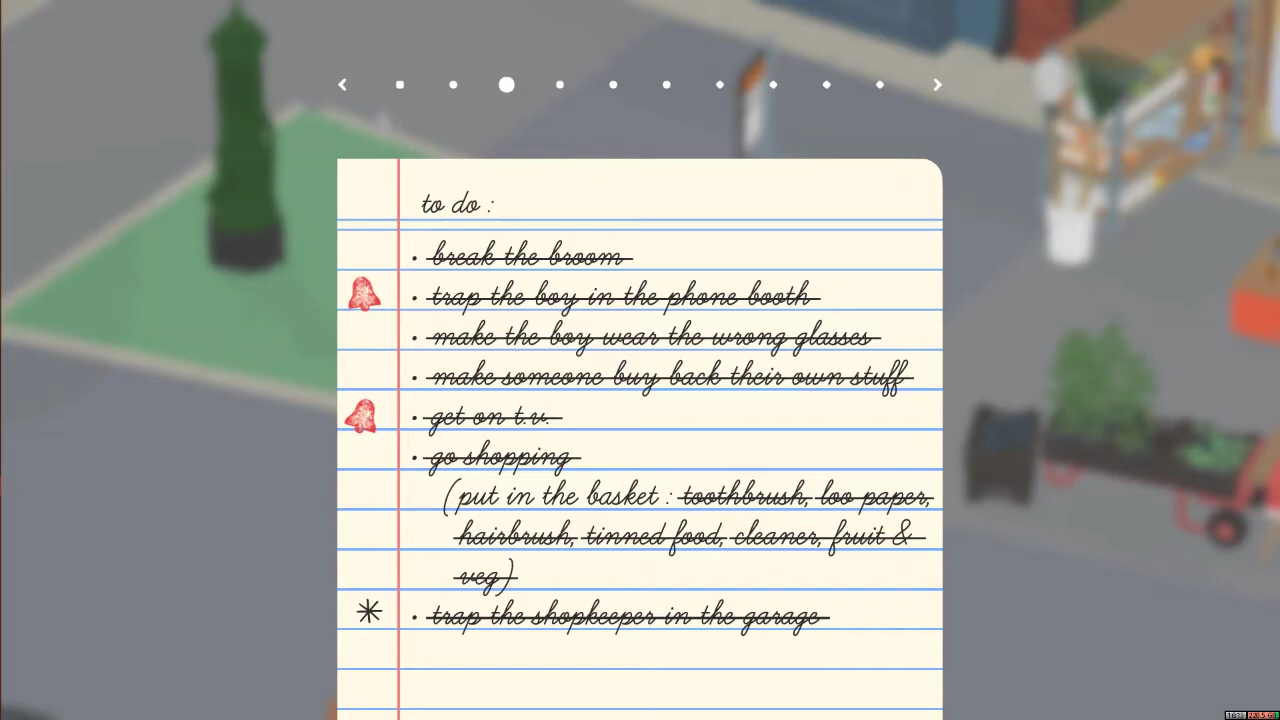 to do :
• break the broom
• trap the boy in the phone booth
• make the boy wear the wrong glasses
• make someone buy back their own stuff
• get on t.v.
• go shopping
(put in the basket : toothbrush, loo paper,
hairbrush, tinned food, cleaner, fruit &
veg)
• trap the shopkeeper in the garage